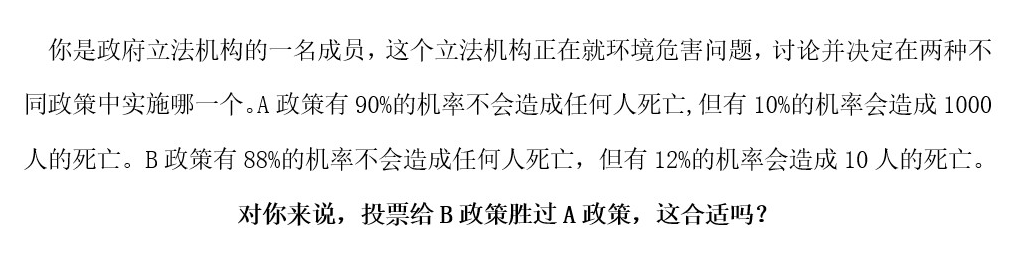 你是政府立法机构的一名成员，这个立法机构正在就环境危害问题，讨论并决定在两种不
同政策中实施哪一个。A 政策有 90%的机率不会造成任何人死亡,但有 10%的机率会造成 1000
人的死亡。B 政策有 88%的机率不会造成任何人死亡，但有 12%的机率会造成 10 人的死亡。
对你来说，投票给 B 政策胜过 A 政策，这合适吗？